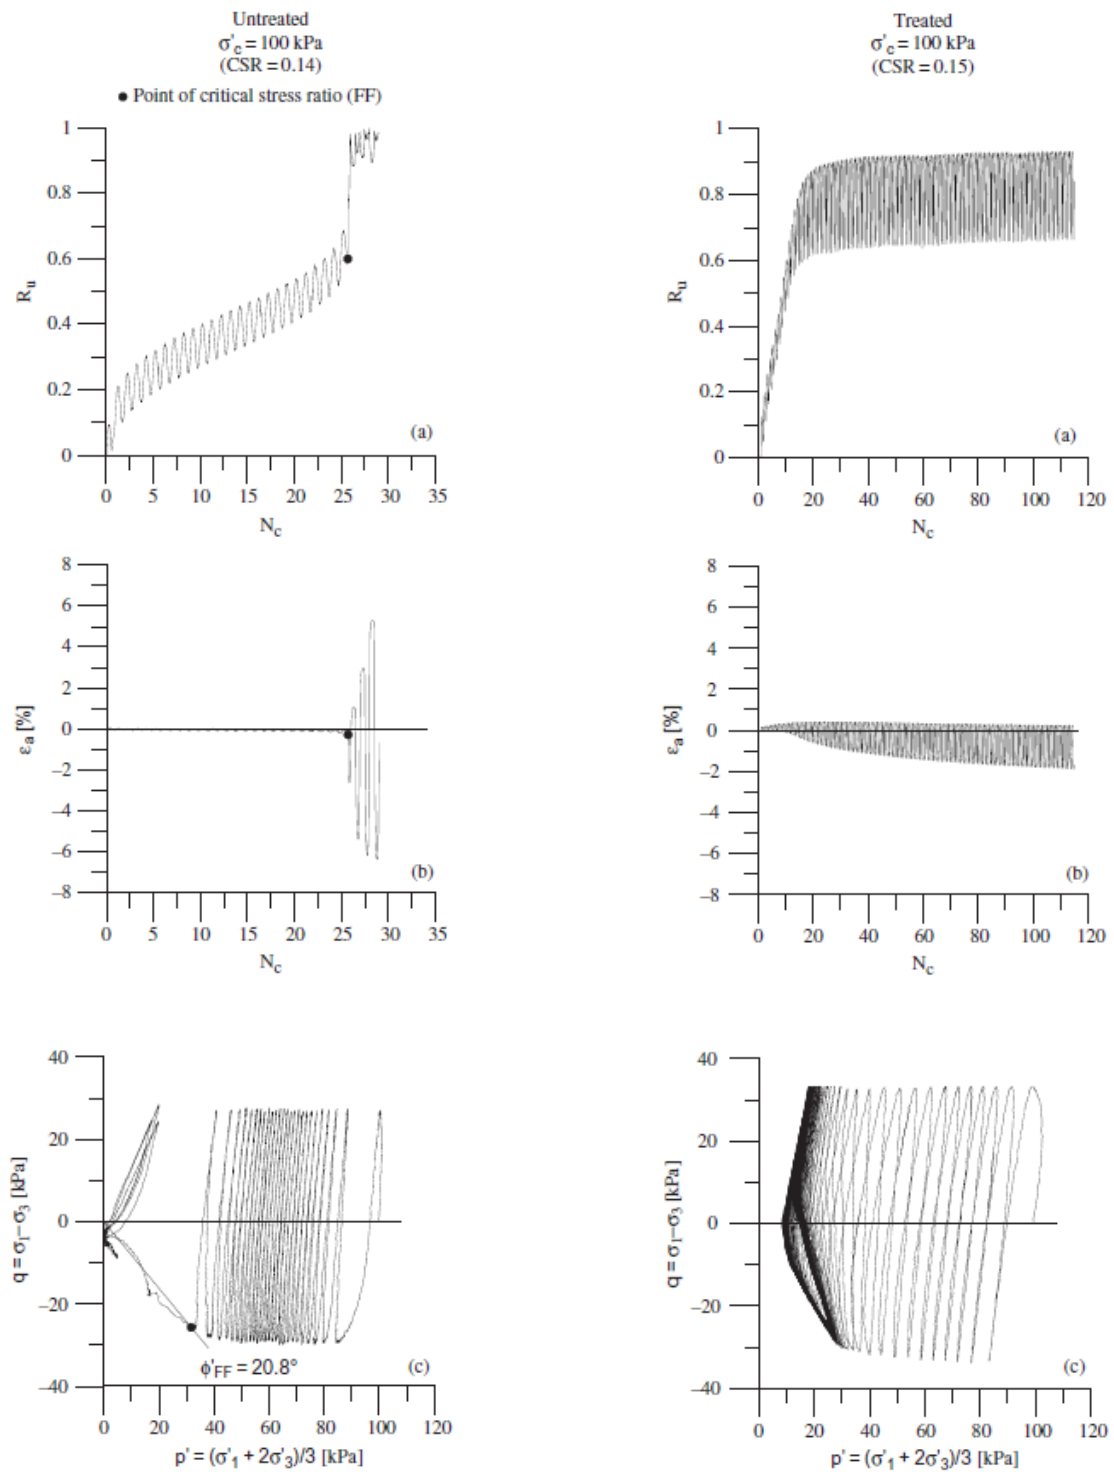 Untreated
σ'c = 100 kPa
(CSR = 0.14)
● Point of critical stress ratio (FF)
1
0.8
0.6
0.4
0.2
0
Ru
(a)
0 5 10 15 20 25 30 35
Nc
Treated
σ'c = 100 kPa
(CSR = 0.15)
1
0.8
0.6
0.4
0.2
0
Ru
(a)
0 20 40 60 80 100 120
Nc
8
6
4
2
0
−2
−4
−6
−8
εa [%]
(b)
0 5 10 15 20 25 30 35
Nc
8
6
4
2
0
−2
−4
−6
−8
εa [%]
(b)
0 20 40 60 80 100 120
Nc
40
20
0
−20
−40
q = σ1−σ3 [kPa]
ϕ'FF = 20.8°
(c)
0 20 40 60 80 100 120
p' = (σ'1 + 2σ'3)/3 [kPa]
40
20
0
−20
−40
q = σ1−σ3 [kPa]
(c)
0 20 40 60 80 100 120
p' = (σ'1 + 2σ'3)/3 [kPa]